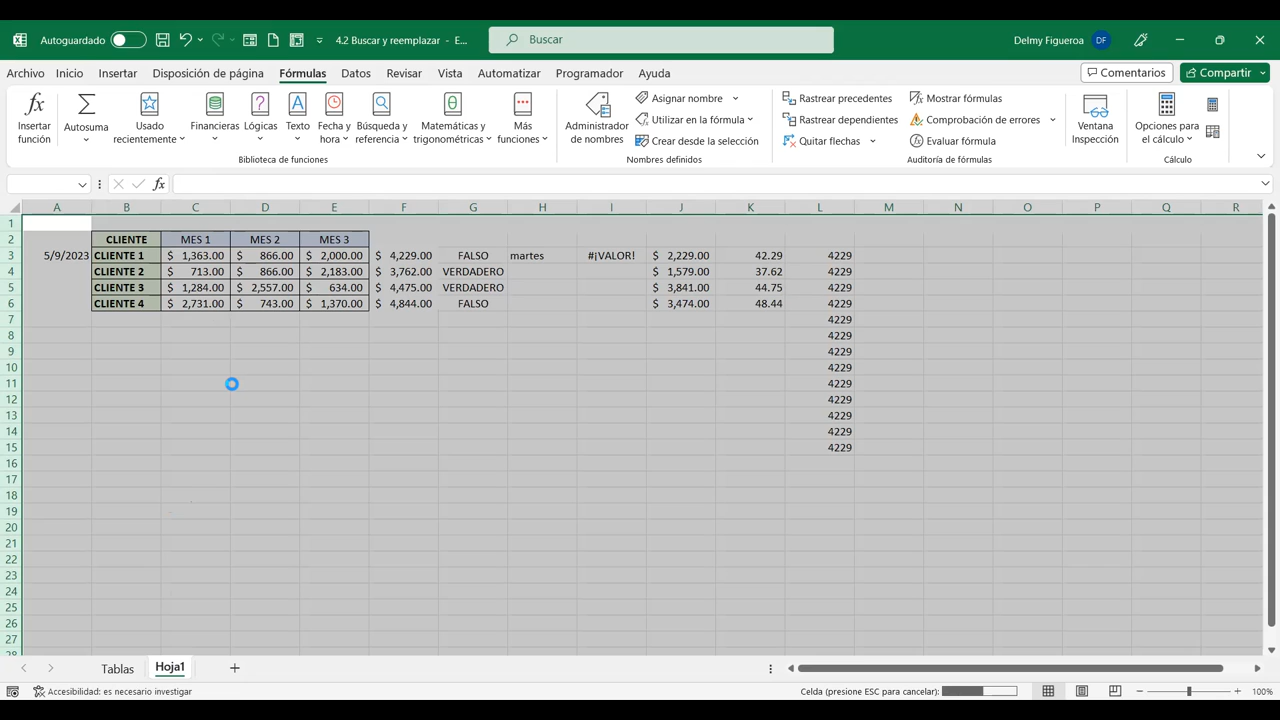 Autoguardado
4.2 Buscar y reemplazar - E...
Buscar
Delmy Figueroa DF
Archivo Inicio Insertar Disposición de página Fórmulas Datos Revisar Vista Automatizar Programador Ayuda
Comentarios Compartir
Insertar función
Autosuma
Usado recientemente
Financieras
Lógicas
Texto
Fecha y hora
Búsqueda y referencia
Matemáticas y trigonométricas
Más funciones
Biblioteca de funciones
Administrador de nombres
Asignar nombre
Utilizar en la fórmula
Crear desde la selección
Nombres definidos
Rastrear precedentes
Rastrear dependientes
Quitar flechas
Mostrar fórmulas
Comprobación de errores
Evaluar fórmula
Auditoría de fórmulas
Ventana Inspección
Opciones para el cálculo
Cálculo
fx
A B C D E F G H I J K L M N O P Q R
1
2 CLIENTE MES 1 MES 2 MES 3
3 5/9/2023 CLIENTE 1 $ 1,363.00 $ 866.00 $ 2,000.00 $ 4,229.00 FALSO martes #¡VALOR! $ 2,229.00 42.29 4229
4 CLIENTE 2 $ 713.00 $ 866.00 $ 2,183.00 $ 3,762.00 VERDADERO $ 1,579.00 37.62 4229
5 CLIENTE 3 $ 1,284.00 $ 2,557.00 $ 634.00 $ 4,475.00 VERDADERO $ 3,841.00 44.75 4229
6 CLIENTE 4 $ 2,731.00 $ 743.00 $ 1,370.00 $ 4,844.00 FALSO $ 3,474.00 48.44 4229
7 4229
8 4229
9 4229
10 4229
11 4229
12 4229
13 4229
14 4229
15 4229
16
17
18
19
20
21
22
23
24
25
26
27
28
Tablas Hoja1
Accesibilidad: es necesario investigar
Celda (presione ESC para cancelar):
100%